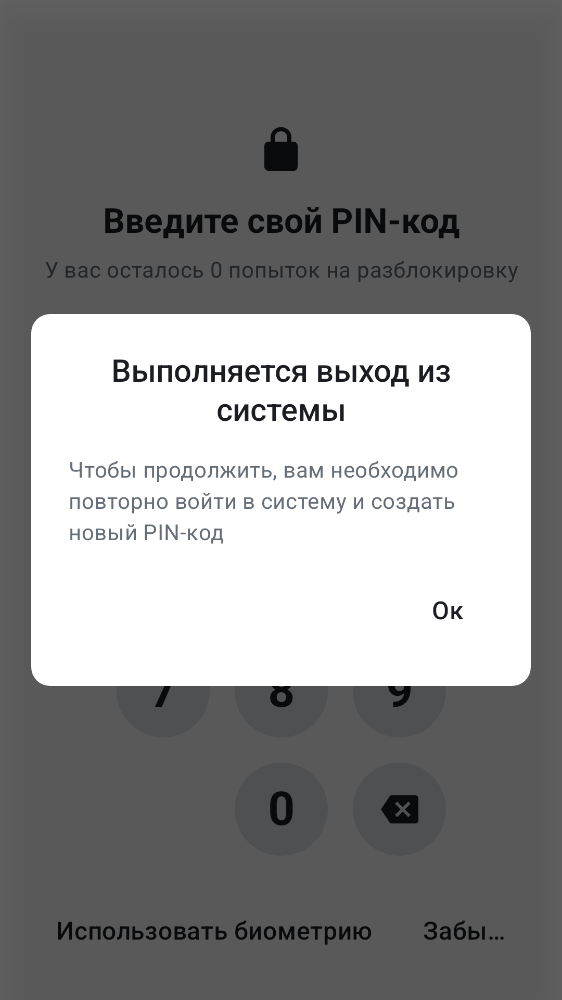 Введите свой PIN-код
У вас осталось 0 попыток на разблокировку
Выполняется выход из
системы
Чтобы продолжить, вам необходимо
повторно войти в систему и создать
новый PIN-код
Ок
7 8 9
0
Использовать биометрию Забы...